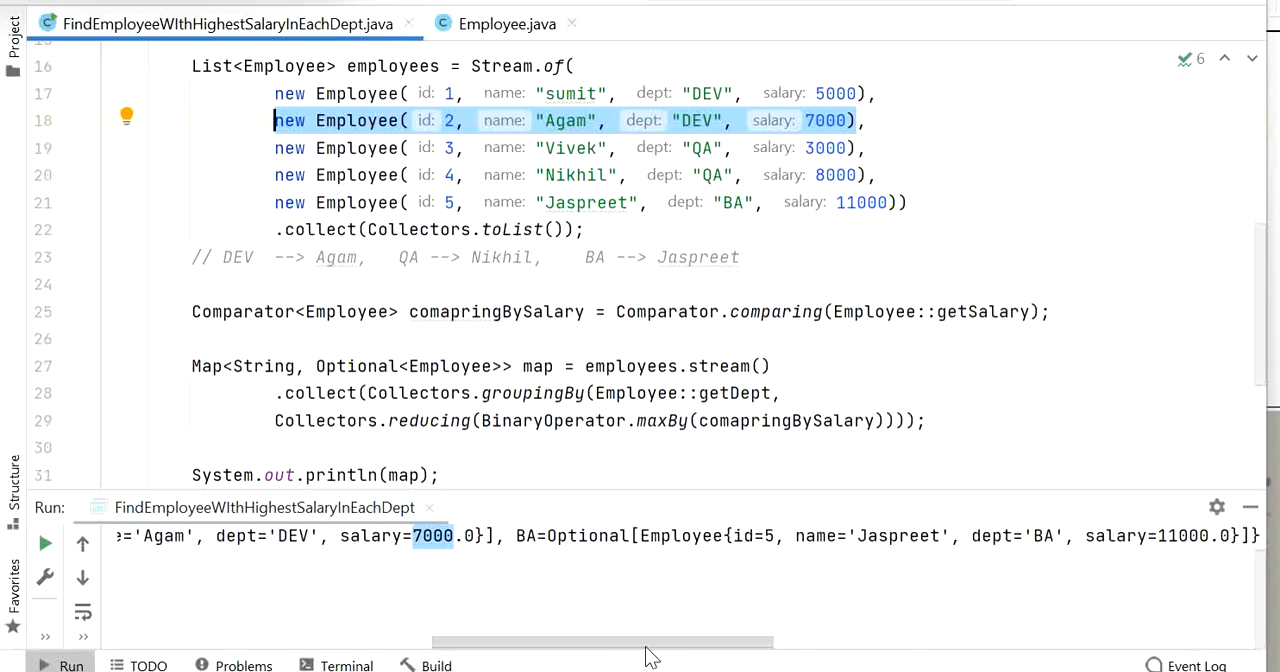 Project
FindEmployeeWIthHighestSalaryInEachDept.java
Employee.java
16 List<Employee> employees = Stream.of(
6
17 new Employee( id: 1, name: "sumit", dept: "DEV", salary: 5000),
18 new Employee( id: 2, name: "Agam", dept: "DEV", salary: 7000),
19 new Employee( id: 3, name: "Vivek", dept: "QA", salary: 3000),
20 new Employee( id: 4, name: "Nikhil", dept: "QA", salary: 8000),
21 new Employee( id: 5, name: "Jaspreet", dept: "BA", salary: 11000))
22 .collect(Collectors.toList());
23 // DEV --> Agam, QA --> Nikhil, BA --> Jaspreet
24
25 Comparator<Employee> comapringBySalary = Comparator.comparing(Employee::getSalary);
26
27 Map<String, Optional<Employee>> map = employees.stream()
28 .collect(Collectors.groupingBy(Employee::getDept,
29 Collectors.reducing(BinaryOperator.maxBy(comapringBySalary))));
30
31 System.out.println(map);
Structure
Favorites
Run: FindEmployeeWIthHighestSalaryInEachDept
='Agam', dept='DEV', salary=7000.0}], BA=Optional[Employee{id=5, name='Jaspreet', dept='BA', salary=11000.0}]}
Run TODO Problems Terminal Build Event Log